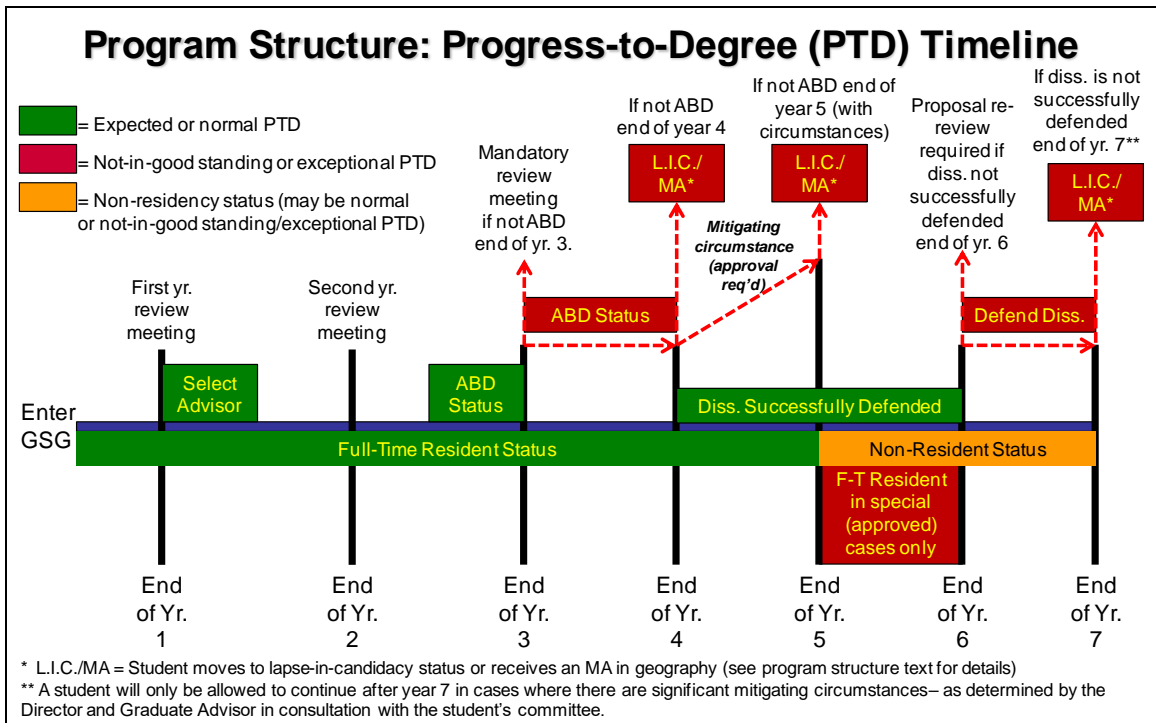 Program Structure: Progress-to-Degree (PTD) Timeline
= Expected or normal PTD
= Not-in-good standing or exceptional PTD
= Non-residency status (may be normal
or not-in-good standing/exceptional PTD)
Mandatory
review
meeting
if not ABD
end of yr. 3.
If not ABD
end of year 4
L.I.C./
MA*
If not ABD end of
year 5 (with
circumstances)
L.I.C./
MA*
Proposal re-
review
required if
diss. not
successfully
defended
end of yr. 6
If diss. is not
successfully
defended
end of yr. 7**
L.I.C./
MA*
Mitigating
circumstance
(approval
req’d)
First yr.
review
meeting
Second yr.
review
meeting
ABD Status
Defend Diss.
Select
Advisor
ABD
Status
Diss. Successfully Defended
Enter
GSG
Full-Time Resident Status
Non-Resident Status
F-T Resident
in special
(approved)
cases only
End
of Yr.
1
End
of Yr.
2
End
of Yr.
3
End
of Yr.
4
End
of Yr.
5
End
of Yr.
6
End
of Yr.
7
* L.I.C./MA = Student moves to lapse-in-candidacy status or receives an MA in geography (see program structure text for details)
** A student will only be allowed to continue after year 7 in cases where there are significant mitigating circumstances– as determined by the
Director and Graduate Advisor in consultation with the student’s committee.